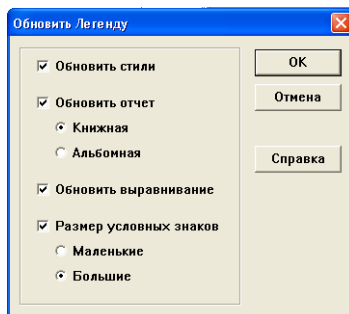 Обновить Легенду
Обновить стили
Обновить отчет
Книжная
Альбомная
Обновить выравнивание
Размер условных знаков
Маленькие
Большие
OK
Отмена
Справка